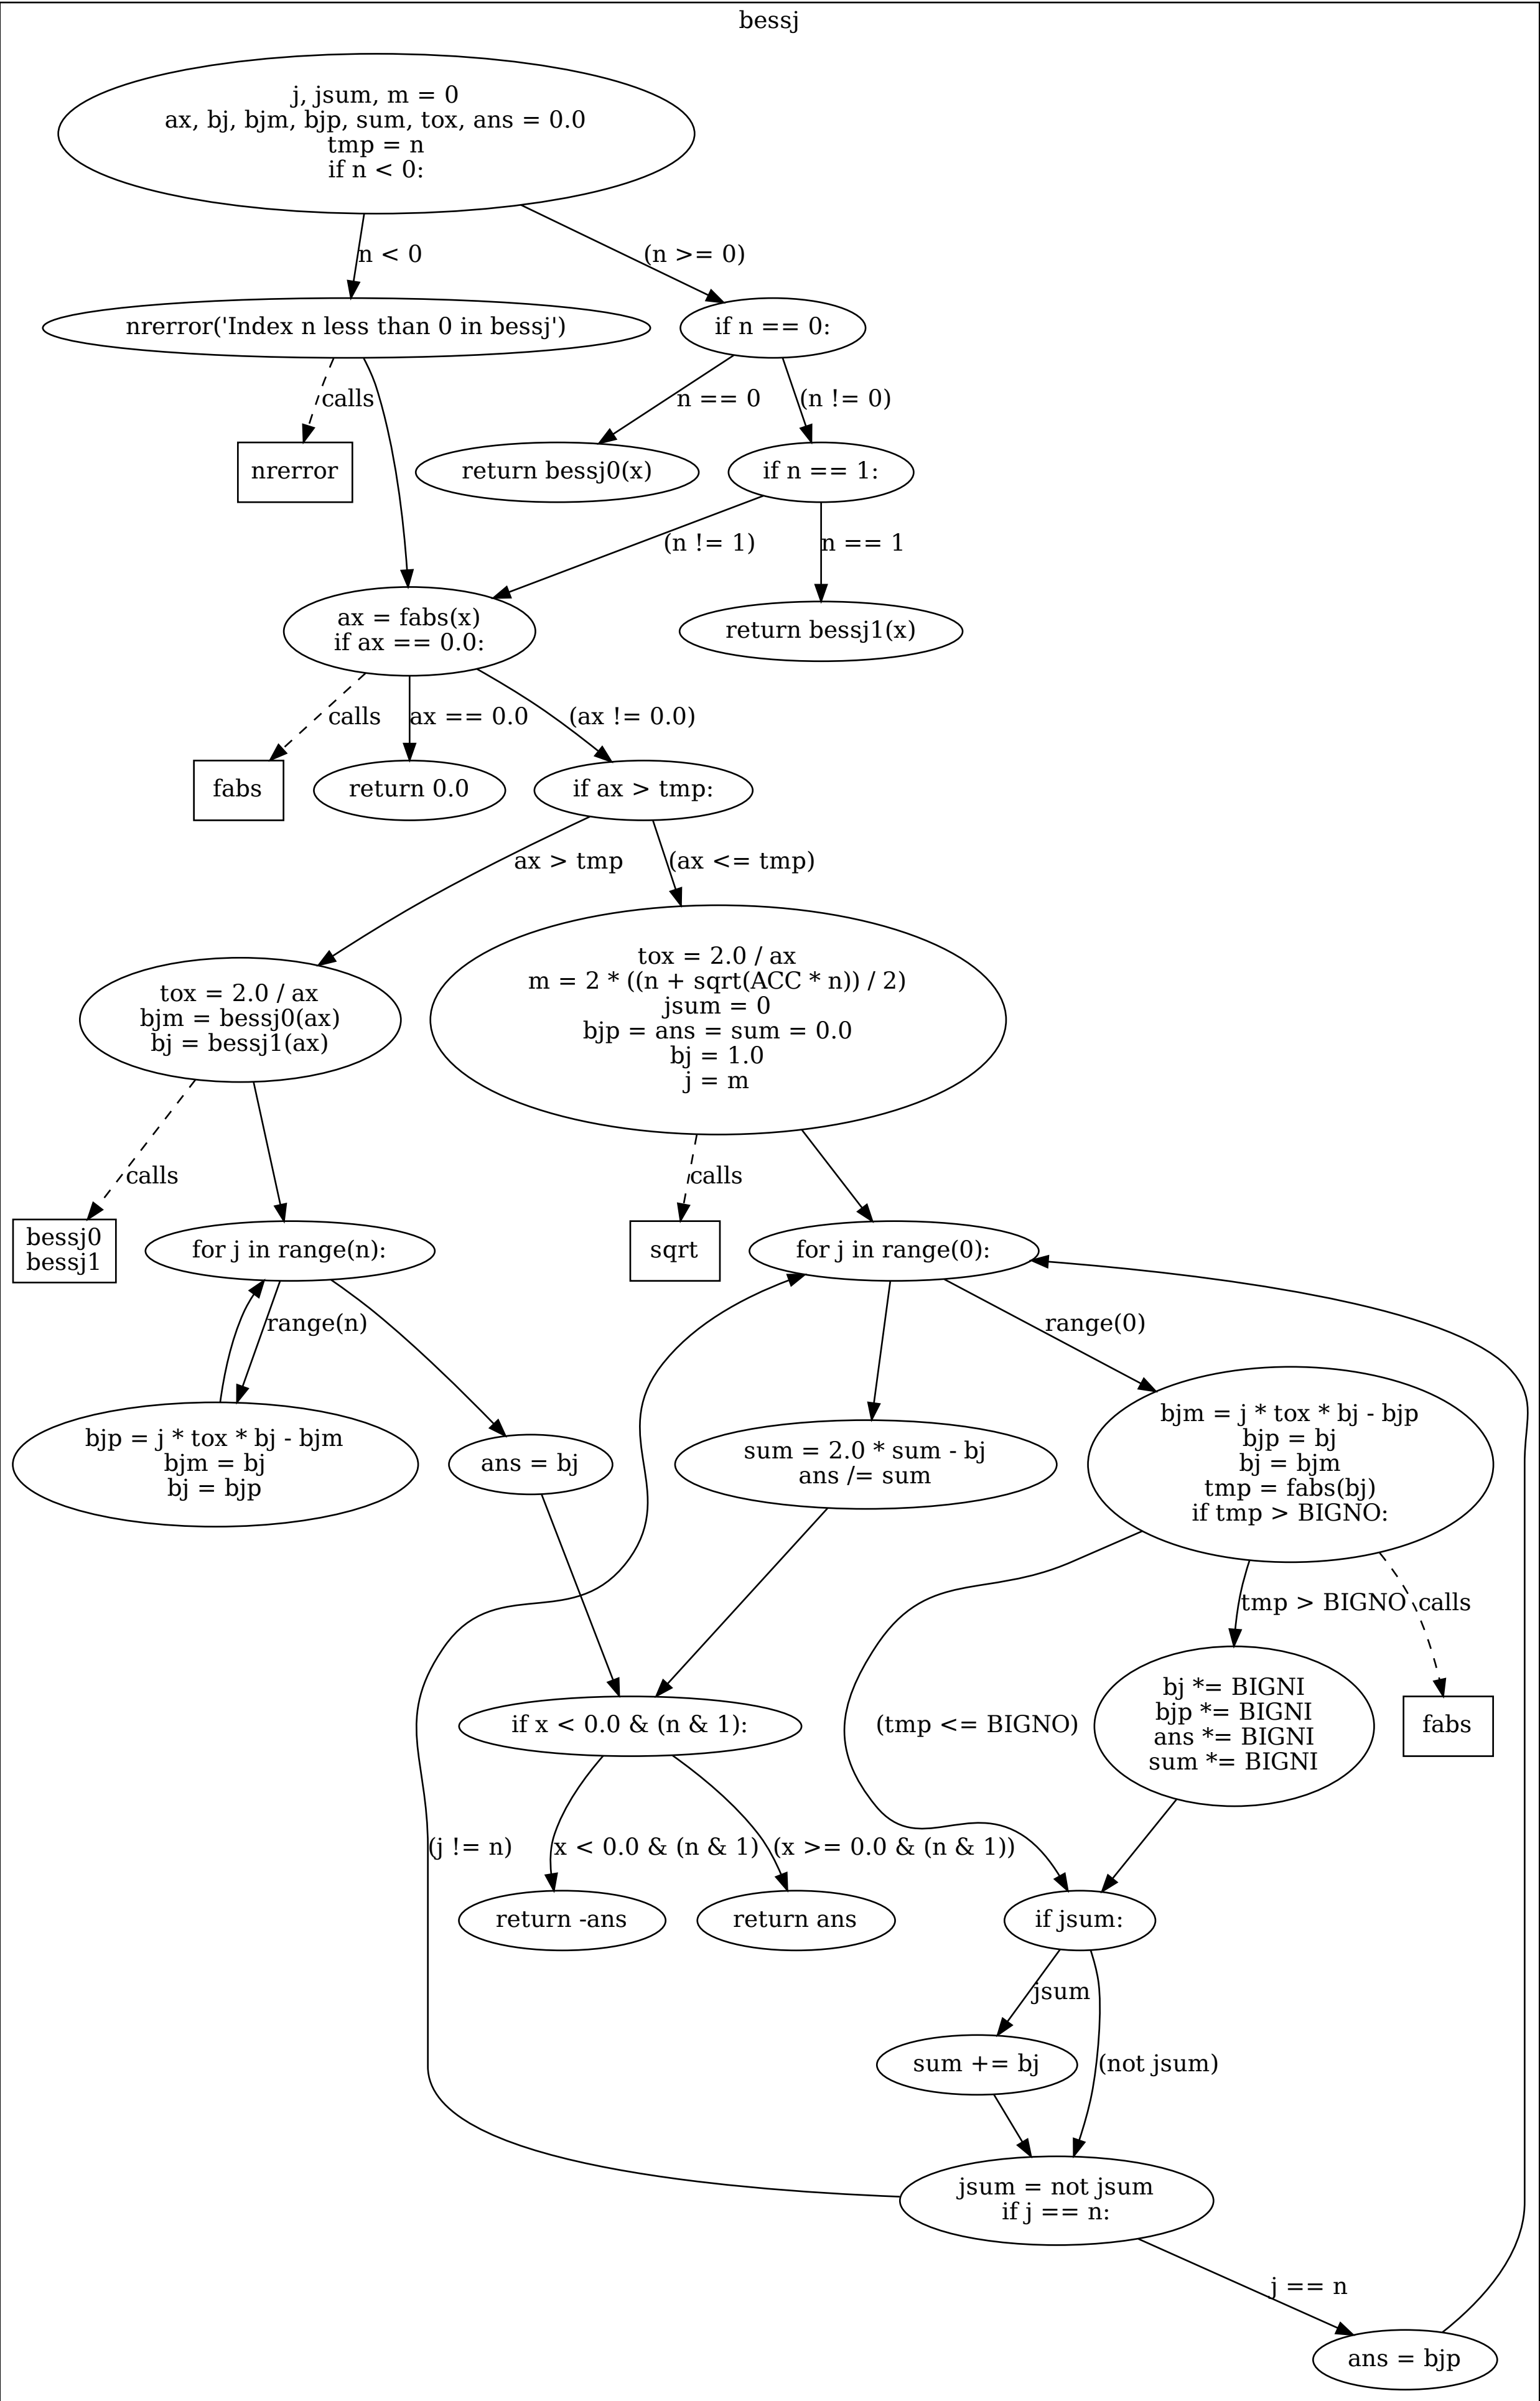 bessj
j, jsum, m = 0
ax, bj, bjm, bjp, sum, tox, ans = 0.0
tmp = n
if n < 0:
n < 0
(n >= 0)
nrerror('Index n less than 0 in bessj')
if n == 0:
calls
n == 0
(n != 0)
nrerror
return bessj0(x)
if n == 1:
(n != 1)
n == 1
ax = fabs(x)
if ax == 0.0:
return bessj1(x)
calls
ax == 0.0
(ax != 0.0)
fabs
return 0.0
if ax > tmp:
ax > tmp
(ax <= tmp)
tox = 2.0 / ax
bjm = bessj0(ax)
bj = bessj1(ax)
tox = 2.0 / ax
m = 2 * ((n + sqrt(ACC * n)) / 2)
jsum = 0
bjp = ans = sum = 0.0
bj = 1.0
j = m
calls
calls
bessj0
bessj1
for j in range(n):
sqrt
for j in range(0):
range(n)
range(0)
bjp = j * tox * bj - bjm
bjm = bj
bj = bjp
ans = bj
sum = 2.0 * sum - bj
ans /= sum
bjm = j * tox * bj - bjp
bjp = bj
bj = bjm
tmp = fabs(bj)
if tmp > BIGNO:
tmp > BIGNO
calls
if x < 0.0 & (n & 1):
(tmp <= BIGNO)
bj *= BIGNI
bjp *= BIGNI
ans *= BIGNI
sum *= BIGNI
fabs
(j != n)
x < 0.0 & (n & 1)
(x >= 0.0 & (n & 1))
return -ans
return ans
if jsum:
jsum
sum += bj
(not jsum)
jsum = not jsum
if j == n:
j == n
ans = bjp